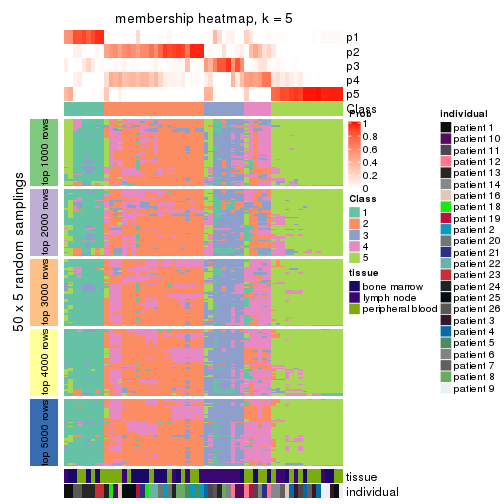 membership heatmap, k = 5
p1
p2
p3
p4
p5
Class
50 x 5 random samplings
top 1000 rows
top 2000 rows
top 3000 rows
top 4000 rows
top 5000 rows
tissue
individual
Prob
1
0.8
0.6
0.4
0.2
0
Class
1
2
3
4
5
tissue
bone marrow
lymph node
peripheral blood
individual
patient 1
patient 10
patient 11
patient 12
patient 13
patient 14
patient 16
patient 18
patient 19
patient 2
patient 20
patient 21
patient 22
patient 23
patient 24
patient 25
patient 26
patient 3
patient 4
patient 5
patient 6
patient 7
patient 8
patient 9